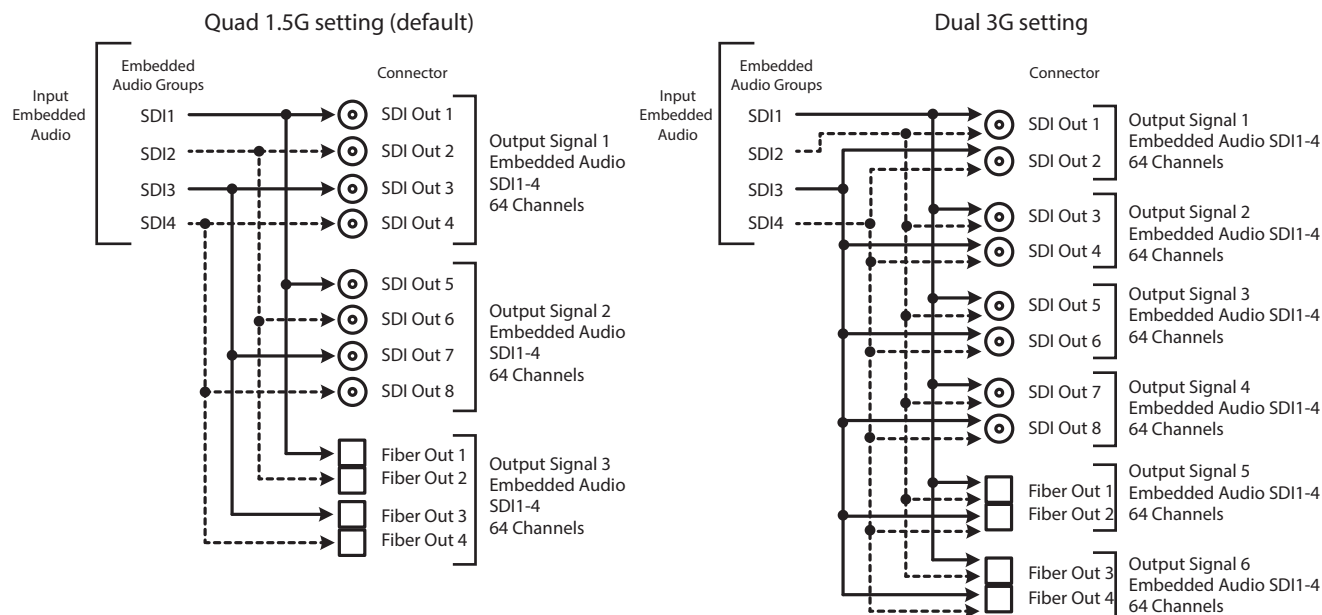 Quad 1.5G setting (default)
Input
Embedded
Audio
Embedded
Audio Groups
Connector
SDI1
SDI2
SDI3
SDI4
SDI Out 1
SDI Out 2
SDI Out 3
SDI Out 4
Output Signal 1
Embedded Audio
SDI1-4
64 Channels
SDI Out 5
SDI Out 6
SDI Out 7
SDI Out 8
Output Signal 2
Embedded Audio
SDI1-4
64 Channels
Fiber Out 1
Fiber Out 2
Fiber Out 3
Fiber Out 4
Output Signal 3
Embedded Audio
SDI1-4
64 Channels
Dual 3G setting
Input
Embedded
Audio
Embedded
Audio Groups
Connector
SDI1
SDI2
SDI3
SDI4
SDI Out 1
SDI Out 2
Output Signal 1
Embedded Audio SDI1-4
64 Channels
SDI Out 3
SDI Out 4
Output Signal 2
Embedded Audio SDI1-4
64 Channels
SDI Out 5
SDI Out 6
Output Signal 3
Embedded Audio SDI1-4
64 Channels
SDI Out 7
SDI Out 8
Output Signal 4
Embedded Audio SDI1-4
64 Channels
Fiber Out 1
Fiber Out 2
Output Signal 5
Embedded Audio SDI1-4
64 Channels
Fiber Out 3
Fiber Out 4
Output Signal 6
Embedded Audio SDI1-4
64 Channels